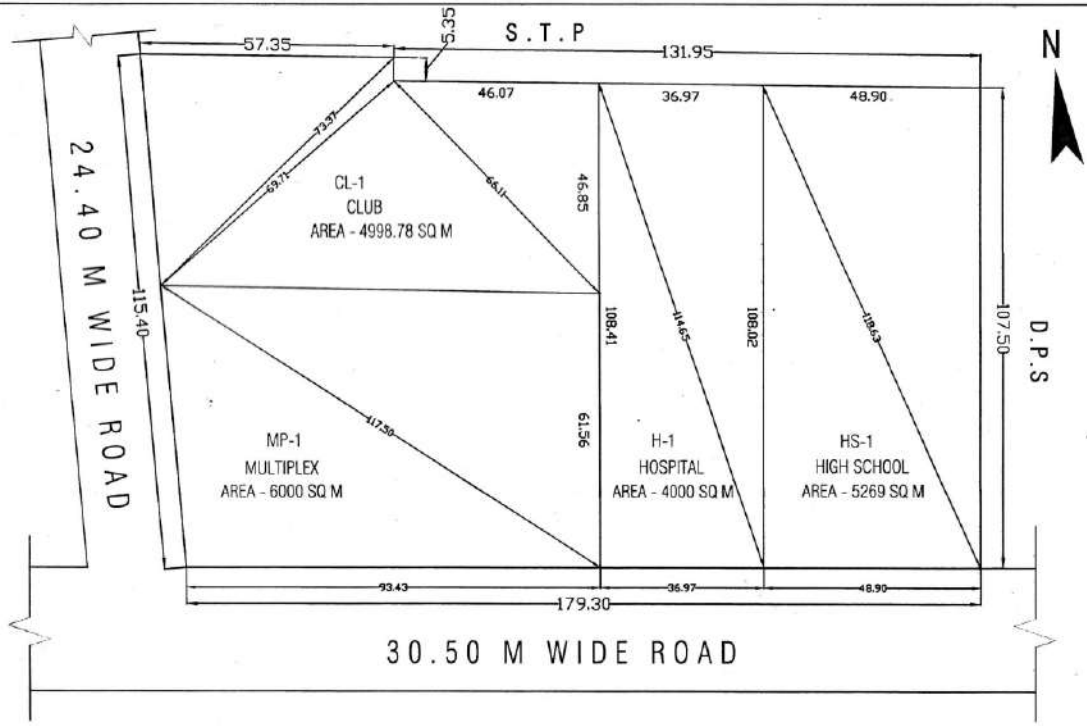 S.T.P
N
57.35
5.35
131.95
46.07
36.97
48.90
73.37
69.71
66.11
46.85
CL-1
CLUB
AREA - 4998.78 SQ M
24.40 M WIDE ROAD
115.40
108.41
114.65
108.02
118.63
107.50
D.P.S
117.50
61.56
MP-1
MULTIPLEX
AREA - 6000 SQ M
H-1
HOSPITAL
AREA - 4000 SQ M
HS-1
HIGH SCHOOL
AREA - 5269 SQ M
93.43
36.97
48.90
179.30
30.50 M WIDE ROAD